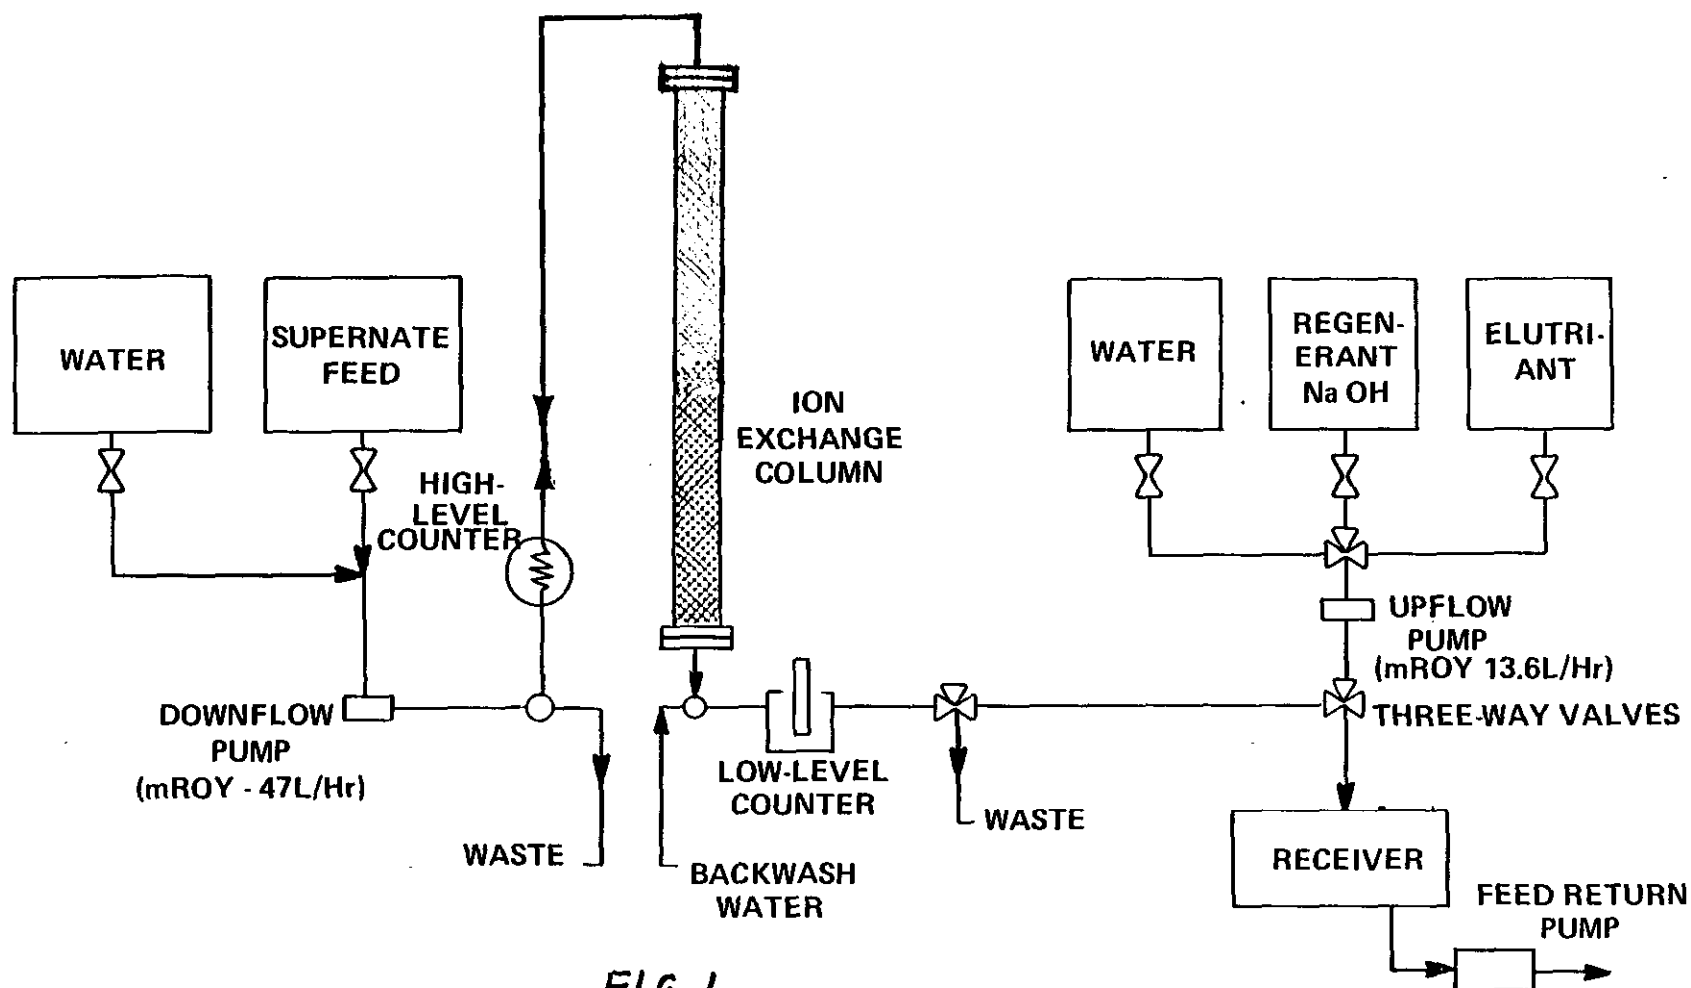 WATER
SUPERNATE
FEED
HIGH-
LEVEL
COUNTER
ION
EXCHANGE
COLUMN
WATER
REGEN-
ERANT
Na OH
ELUTRI-
ANT
UPFLOW
PUMP
(mROY 13.6L/Hr)
THREE-WAY VALVES
DOWNFLOW
PUMP
(mROY - 47L/Hr)
LOW-LEVEL
COUNTER
WASTE
WASTE
BACKWASH
WATER
RECEIVER
FEED RETURN
PUMP
FIG. 1